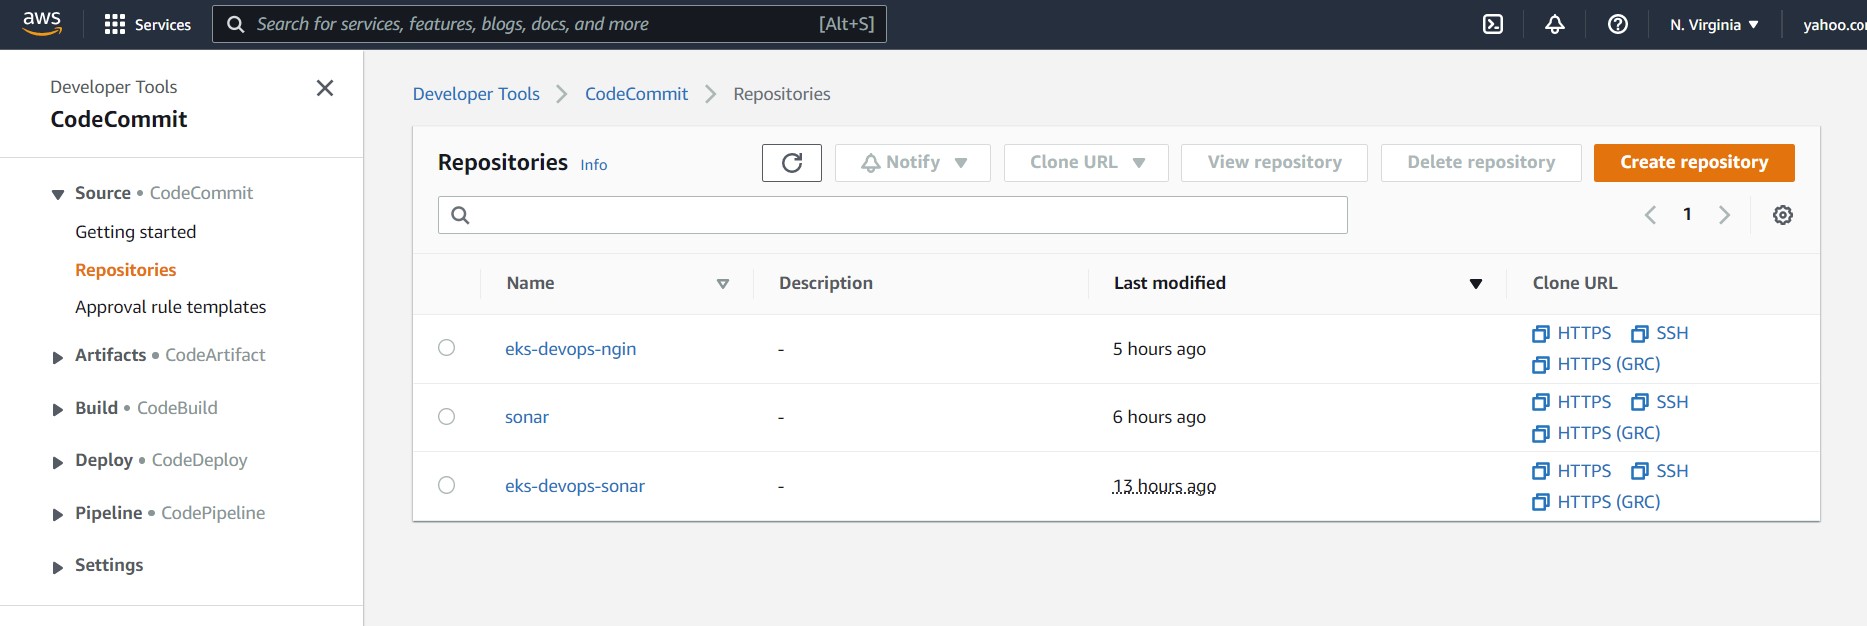 aws
Services
Search for services, features, blogs, docs, and more [Alt+S]
N. Virginia
yahoo.co
Developer Tools
CodeCommit
Source • CodeCommit
Getting started
Repositories
Approval rule templates
Artifacts • CodeArtifact
Build • CodeBuild
Deploy • CodeDeploy
Pipeline • CodePipeline
Settings
Developer Tools > CodeCommit > Repositories
Repositories Info
Notify
Clone URL
View repository
Delete repository
Create repository
1
Name Description Last modified Clone URL
eks-devops-ngin - 5 hours ago HTTPS SSH
HTTPS (GRC)
sonar - 6 hours ago HTTPS SSH
HTTPS (GRC)
eks-devops-sonar - 13 hours ago HTTPS SSH
HTTPS (GRC)